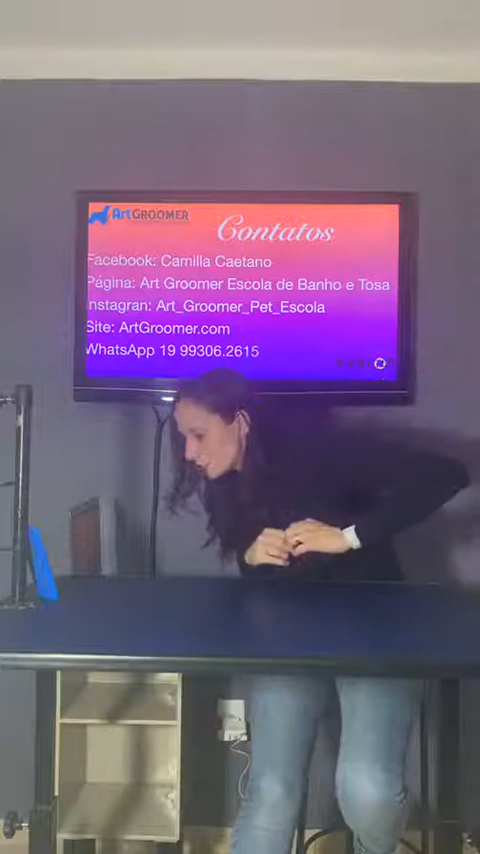 ArtGROOMER
Contatos
Facebook: Camilla Caetano
Página: Art Groomer Escola de Banho e Tosa
Instagran: Art_Groomer_Pet_Escola
Site: ArtGroomer.com
WhatsApp 19 99306.2615